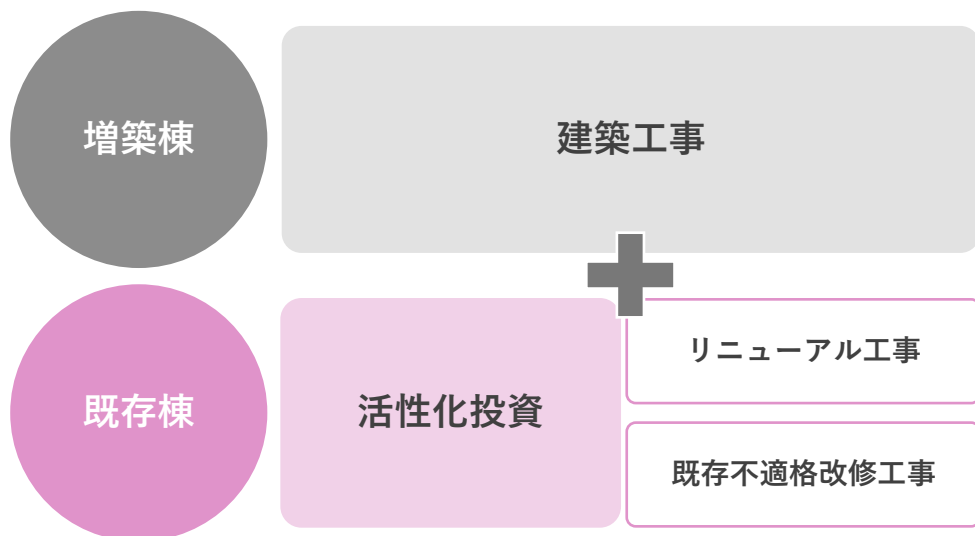 増築棟
建築工事
既存棟
活性化投資
リニューアル工事
既存不適格改修工事